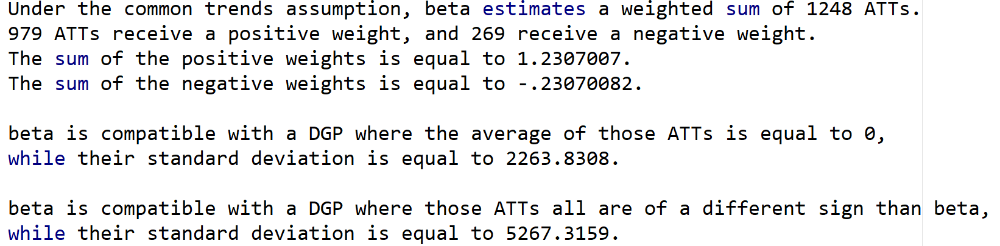 Under the common trends assumption, beta estimates a weighted sum of 1248 ATTs.
979 ATTs receive a positive weight, and 269 receive a negative weight.
The sum of the positive weights is equal to 1.2307007.
The sum of the negative weights is equal to -.23070082.
beta is compatible with a DGP where the average of those ATTs is equal to 0,
while their standard deviation is equal to 2263.8308.
beta is compatible with a DGP where those ATTs all are of a different sign than beta,
while their standard deviation is equal to 5267.3159.